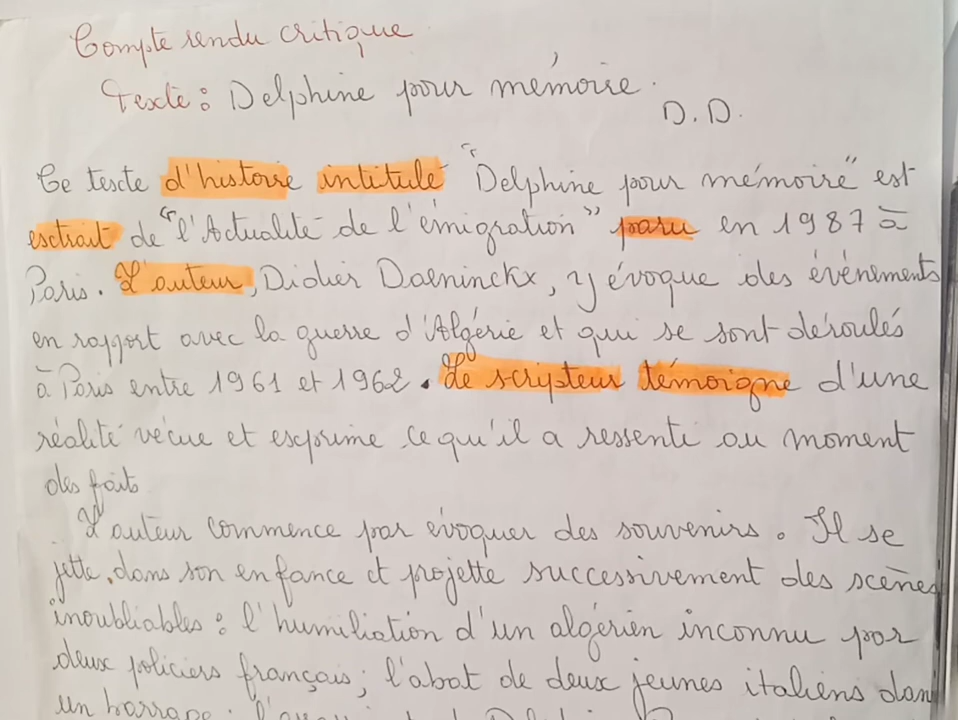 Compte rendu critique
Texte : Delphine pour mémoire.
D.D.
Ce texte d'histoire intitulé "Delphine pour mémoire" est
extrait de "l'Actualité de l'émigration" paru en 1987 à
Paris. L'auteur, Didier Daeninckx, y évoque des événements
en rapport avec la guerre d'Algérie et qui se sont déroulés
à Paris entre 1961 et 1962. Le scripteur témoigne d'une
réalité vécue et exprime ce qu'il a ressenti au moment
des faits
L'auteur commence par évoquer des souvenirs. Il se
jette, dans son enfance et projette successivement des scènes
inoubliables : l'humiliation d'un algérien inconnu par
deux policiers français ; l'abat de deux jeunes italiens dans
un barrage